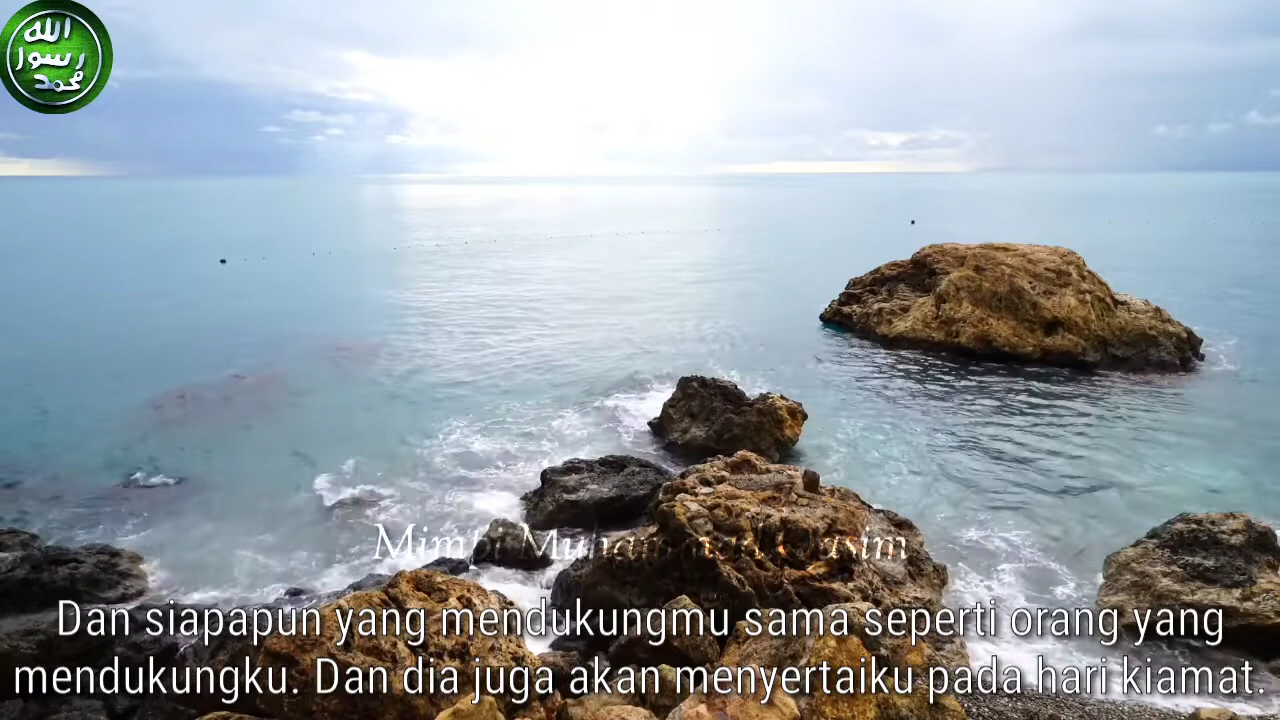 الله
رسول
محمد
Mimpi Muhammad Qasim
Dan siapapun yang mendukungmu sama seperti orang yang
mendukungku. Dan dia juga akan menyertaiku pada hari kiamat.